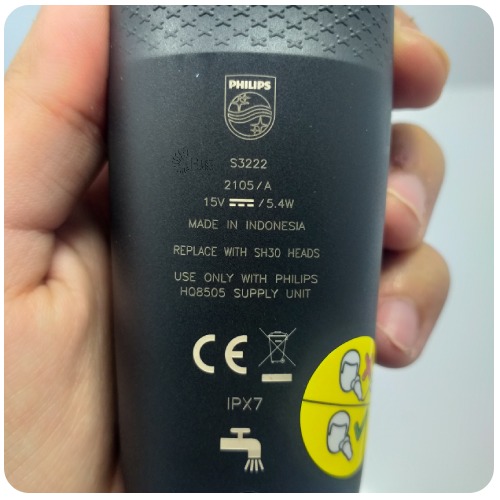 PHILIPS
S3222
2105/A
15V ⎓ /5.4W
MADE IN INDONESIA
REPLACE WITH SH30 HEADS
USE ONLY WITH PHILIPS
HQ8505 SUPPLY UNIT
CE
IPX7